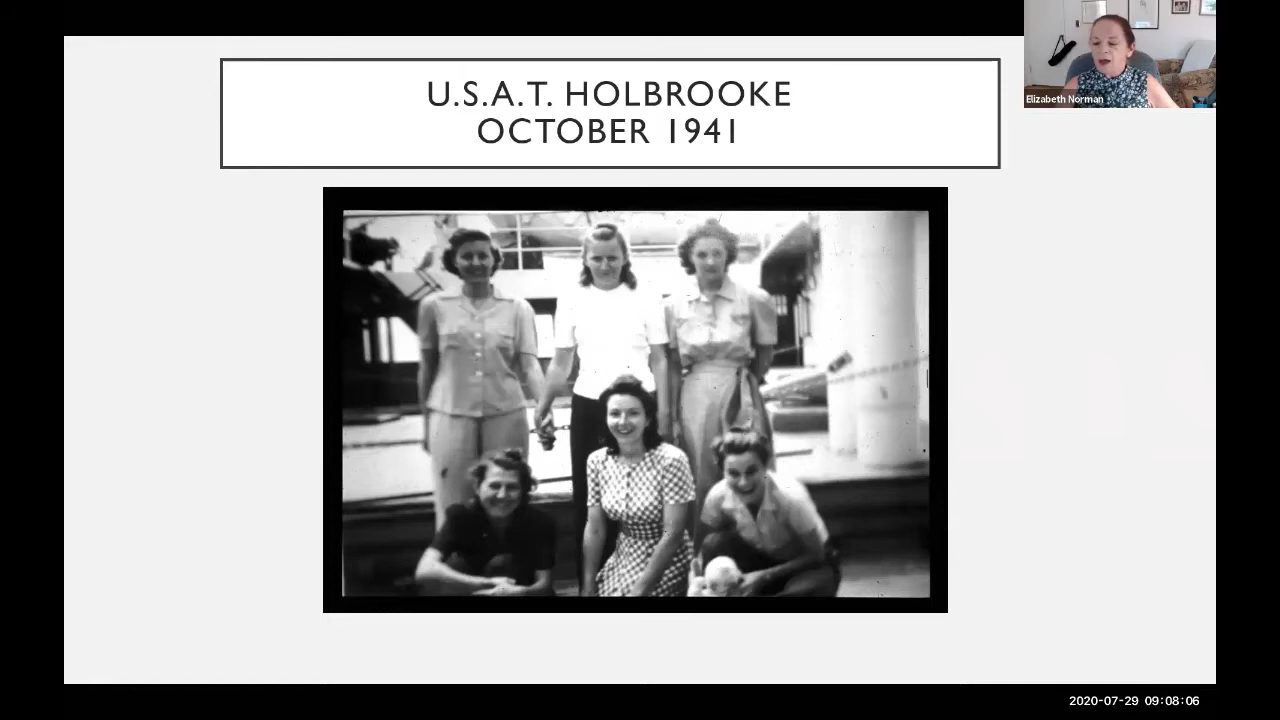 U.S.A.T. HOLBROOKE
OCTOBER 1941
Elizabeth Norman
2020-07-29 09:08:06